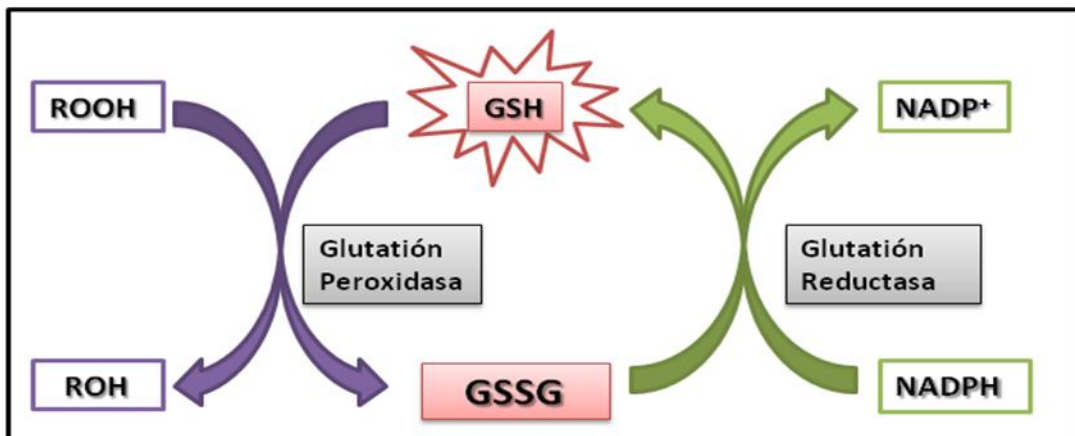 ROOH
GSH
NADP⁺
Glutatión
Peroxidasa
Glutatión
Reductasa
ROH
GSSG
NADPH